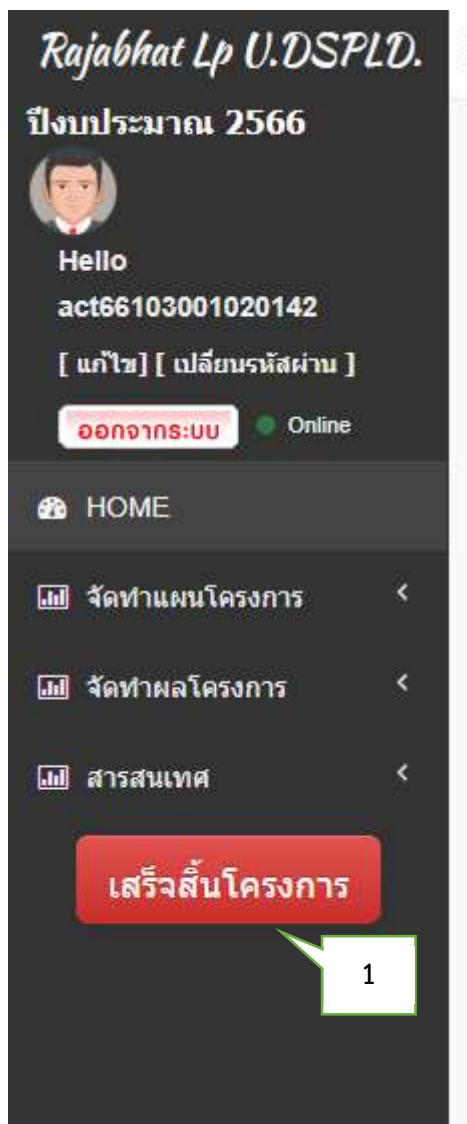 Rajabhat Lp U.DSPLD.
ปีงบประมาณ 2566
Hello
act66103001020142
[ แก้ไข] [ เปลี่ยนรหัสผ่าน ]
ออกจากระบบ Online
HOME
จัดทำแผนโครงการ
จัดทำผลโครงการ
สารสนเทศ
เสร็จสิ้นโครงการ
1